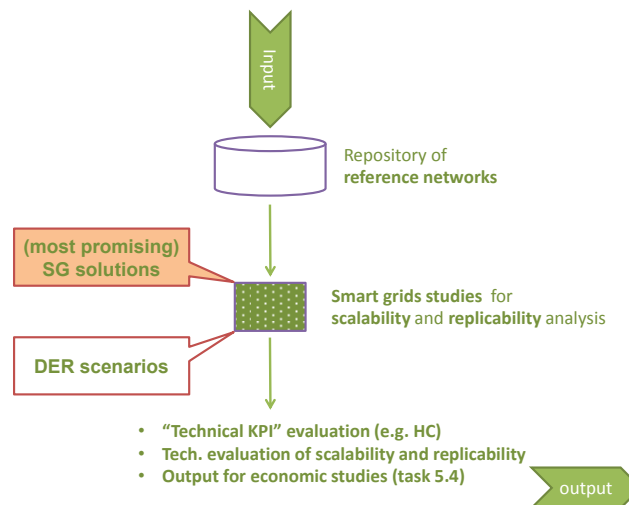 Input
Repository of
reference networks
(most promising)
SG solutions
Smart grids studies for
scalability and replicability analysis
DER scenarios
• “Technical KPI” evaluation (e.g. HC)
• Tech. evaluation of scalability and replicability
• Output for economic studies (task 5.4)
output